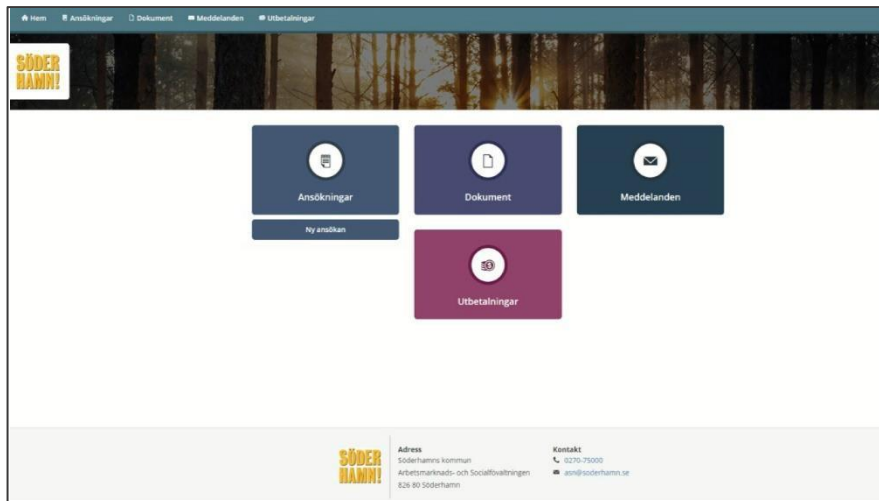 Hem Ansökningar Dokument Meddelanden Utbetalningar
SÖDER
HAMN!
Ansökningar
Dokument
Meddelanden
Ny ansökan
Utbetalningar
SÖDER
HAMN!
Adress
Söderhamns kommun
Arbetsmarknads- och Socialförvaltningen
826 80 Söderhamn
Kontakt
0270-75000
asn@soderhamn.se